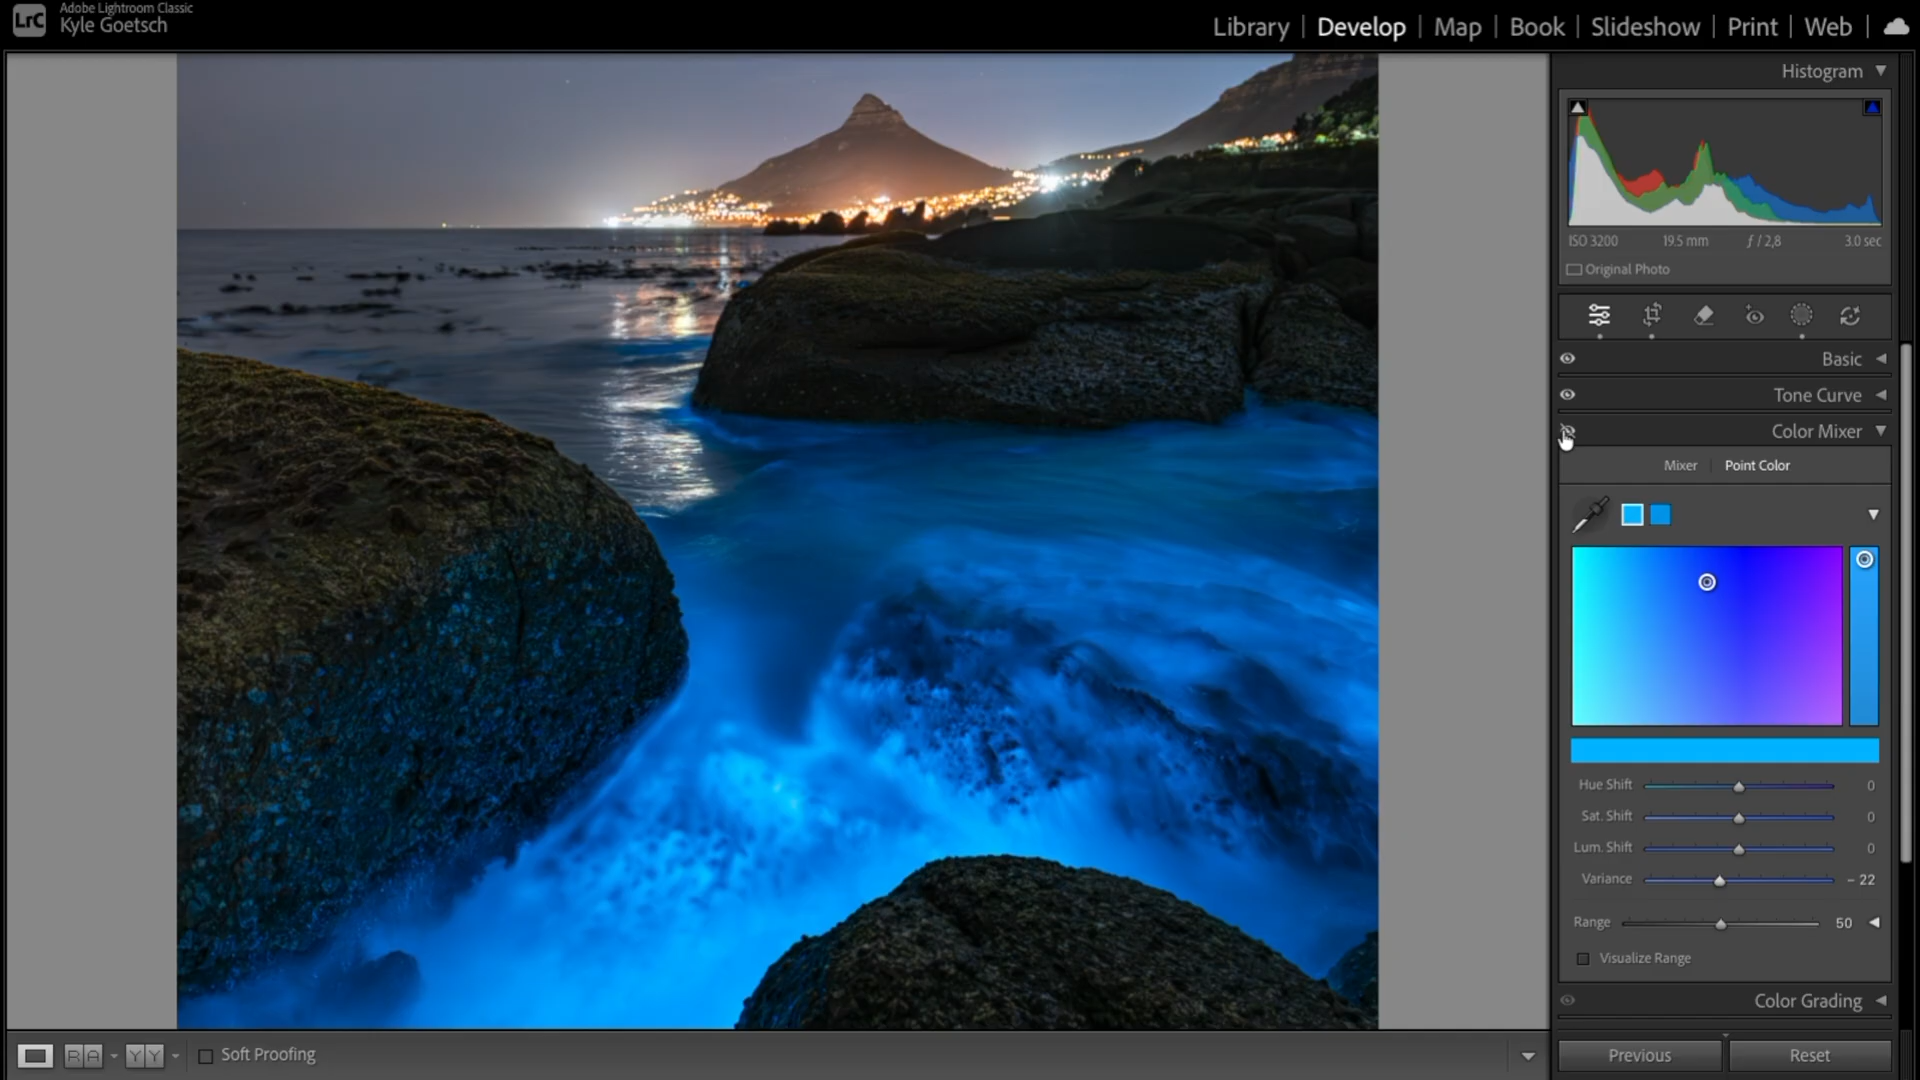 LrC
Adobe Lightroom Classic
Kyle Goetsch
Library | Develop | Map | Book | Slideshow | Print | Web |
Histogram
ISO 3200 19.5 mm ƒ / 2,8 3.0 sec
Original Photo
Basic
Tone Curve
Color Mixer
Mixer | Point Color
Hue Shift 0
Sat. Shift 0
Lum. Shift 0
Variance - 22
Range 50
Visualize Range
Color Grading
R A Y Y Soft Proofing
Previous Reset